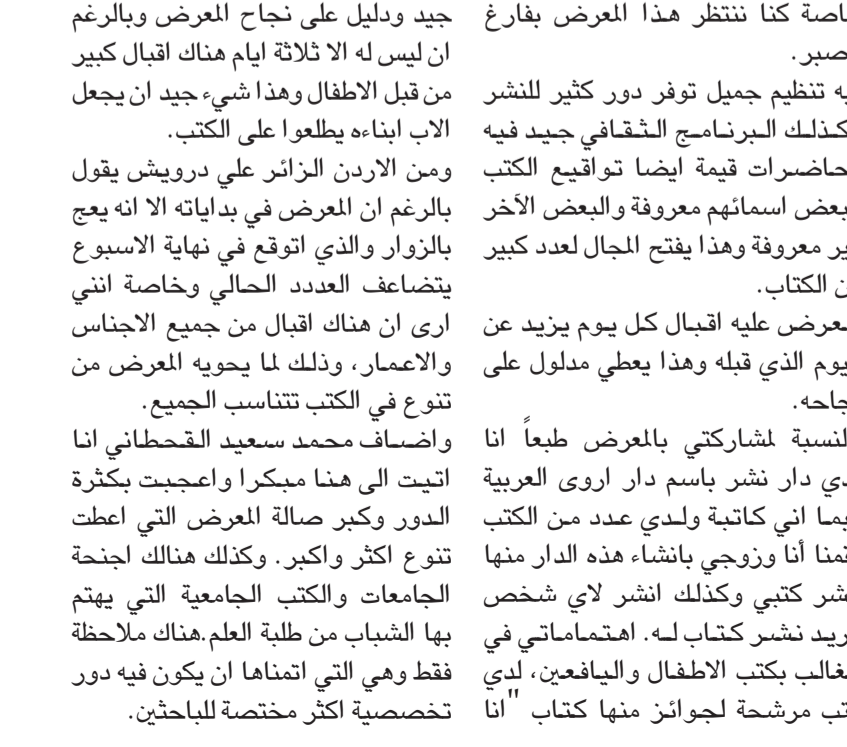 اصة كنا ننتظر هذا المعرض بفارغ
صبر.
يه تنظيم جميل توفر دور كثير للنشر
كذلك البرنامج الثقافي جيد فيه
حاضرات قيمة ايضا تواقيع الكتب
بعض اسمائهم معروفة والبعض الآخر
ير معروفة وهذا يفتح المجال لعدد كبير
ن الكتاب.
معرض عليه اقبال كل يوم يزيد عن
يوم الذي قبله وهذا يعطي مدلول على
جاحه.
لنسبة لمشاركتي بالمعرض طبعاً انا
دي دار نشر باسم دار اروى العربية
بما اني كاتبة ولدي عدد من الكتب
تمنا أنا وزوجي بانشاء هذه الدار منها
شر كتبي وكذلك انشر لاي شخص
ريد نشر كتاب له. اهتماماتي في
غالب بكتب الاطفال واليافعين، لدي
تب مرشحة لجوائز منها كتاب "انا
جيد ودليل على نجاح المعرض وبالرغم
ان ليس له الا ثلاثة ايام هناك اقبال كبير
من قبل الاطفال وهذا شيء جيد ان يجعل
الاب ابناءه يطلعوا على الكتب.
ومن الاردن الزائر علي درويش يقول
بالرغم ان المعرض في بداياته الا انه يعج
بالزوار والذي اتوقع في نهاية الاسبوع
يتضاعف العددد الحالي وخاصة انني
ارى ان هناك اقبال من جميع الاجناس
والاعمار، وذلك لما يحويه المعرض من
تنوع في الكتب تتناسب الجميع.
واضاف محمد سعيد القحطاني انا
اتيت الى هنا مبكرا واعجبت بكثرة
الدور وكبر صالة المعرض التي اعطت
تنوع اكثر واكبر. وكذلك هنالك اجنحة
الجامعات والكتب الجامعية التي يهتم
بها الشباب من طلبة العلم.هناك ملاحظة
فقط وهي التي اتمناها ان يكون فيه دور
تخصصية اكثر مختصة للباحثين.